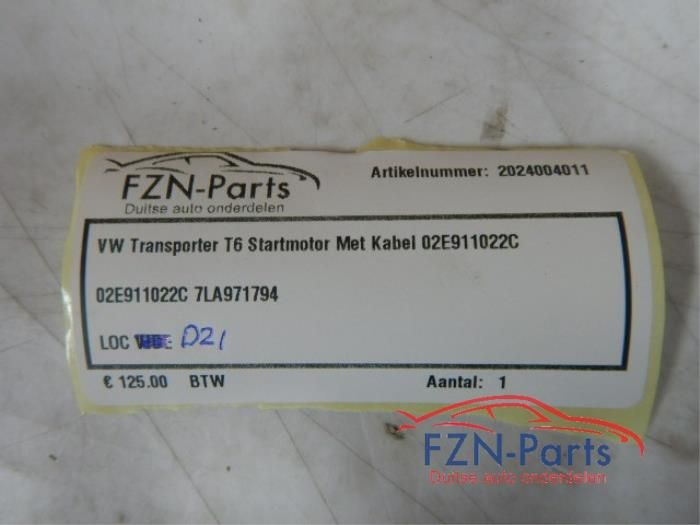 FZN-Parts
Duitse auto onderdelen
Artikelnummer: 2024004011
VW Transporter T6 Startmotor Met Kabel 02E911022C
02E911022C 7LA971794
LOC D21
€ 125.00 BTW
Aantal: 1
FZN-Parts
Duitse auto onderdelen